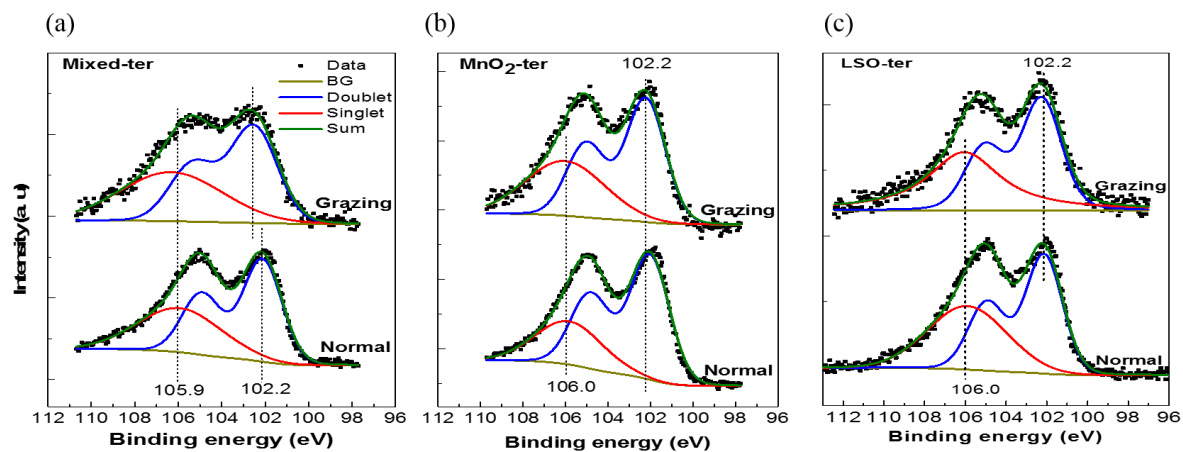 (a)
(b)
(c)
Mixed-ter
Data
BG
Doublet
Singlet
Sum
Grazing
Normal
105.9
102.2
112 110 108 106 104 102 100 98 96
Binding energy (eV)
Intensity(a.u)
MnO₂-ter
102.2
Grazing
Normal
106.0
112 110 108 106 104 102 100 98 96
Binding energy (eV)
LSO-ter
102.2
Grazing
Normal
106.0
112 110 108 106 104 102 100 98 96
Binding energy (eV)